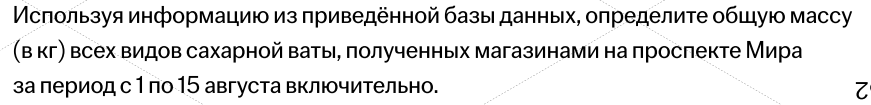 Используя информацию из приведённой базы данных, определите общую массу
(в кг) всех видов сахарной ваты, полученных магазинами на проспекте Мира
за период с 1 по 15 августа включительно.